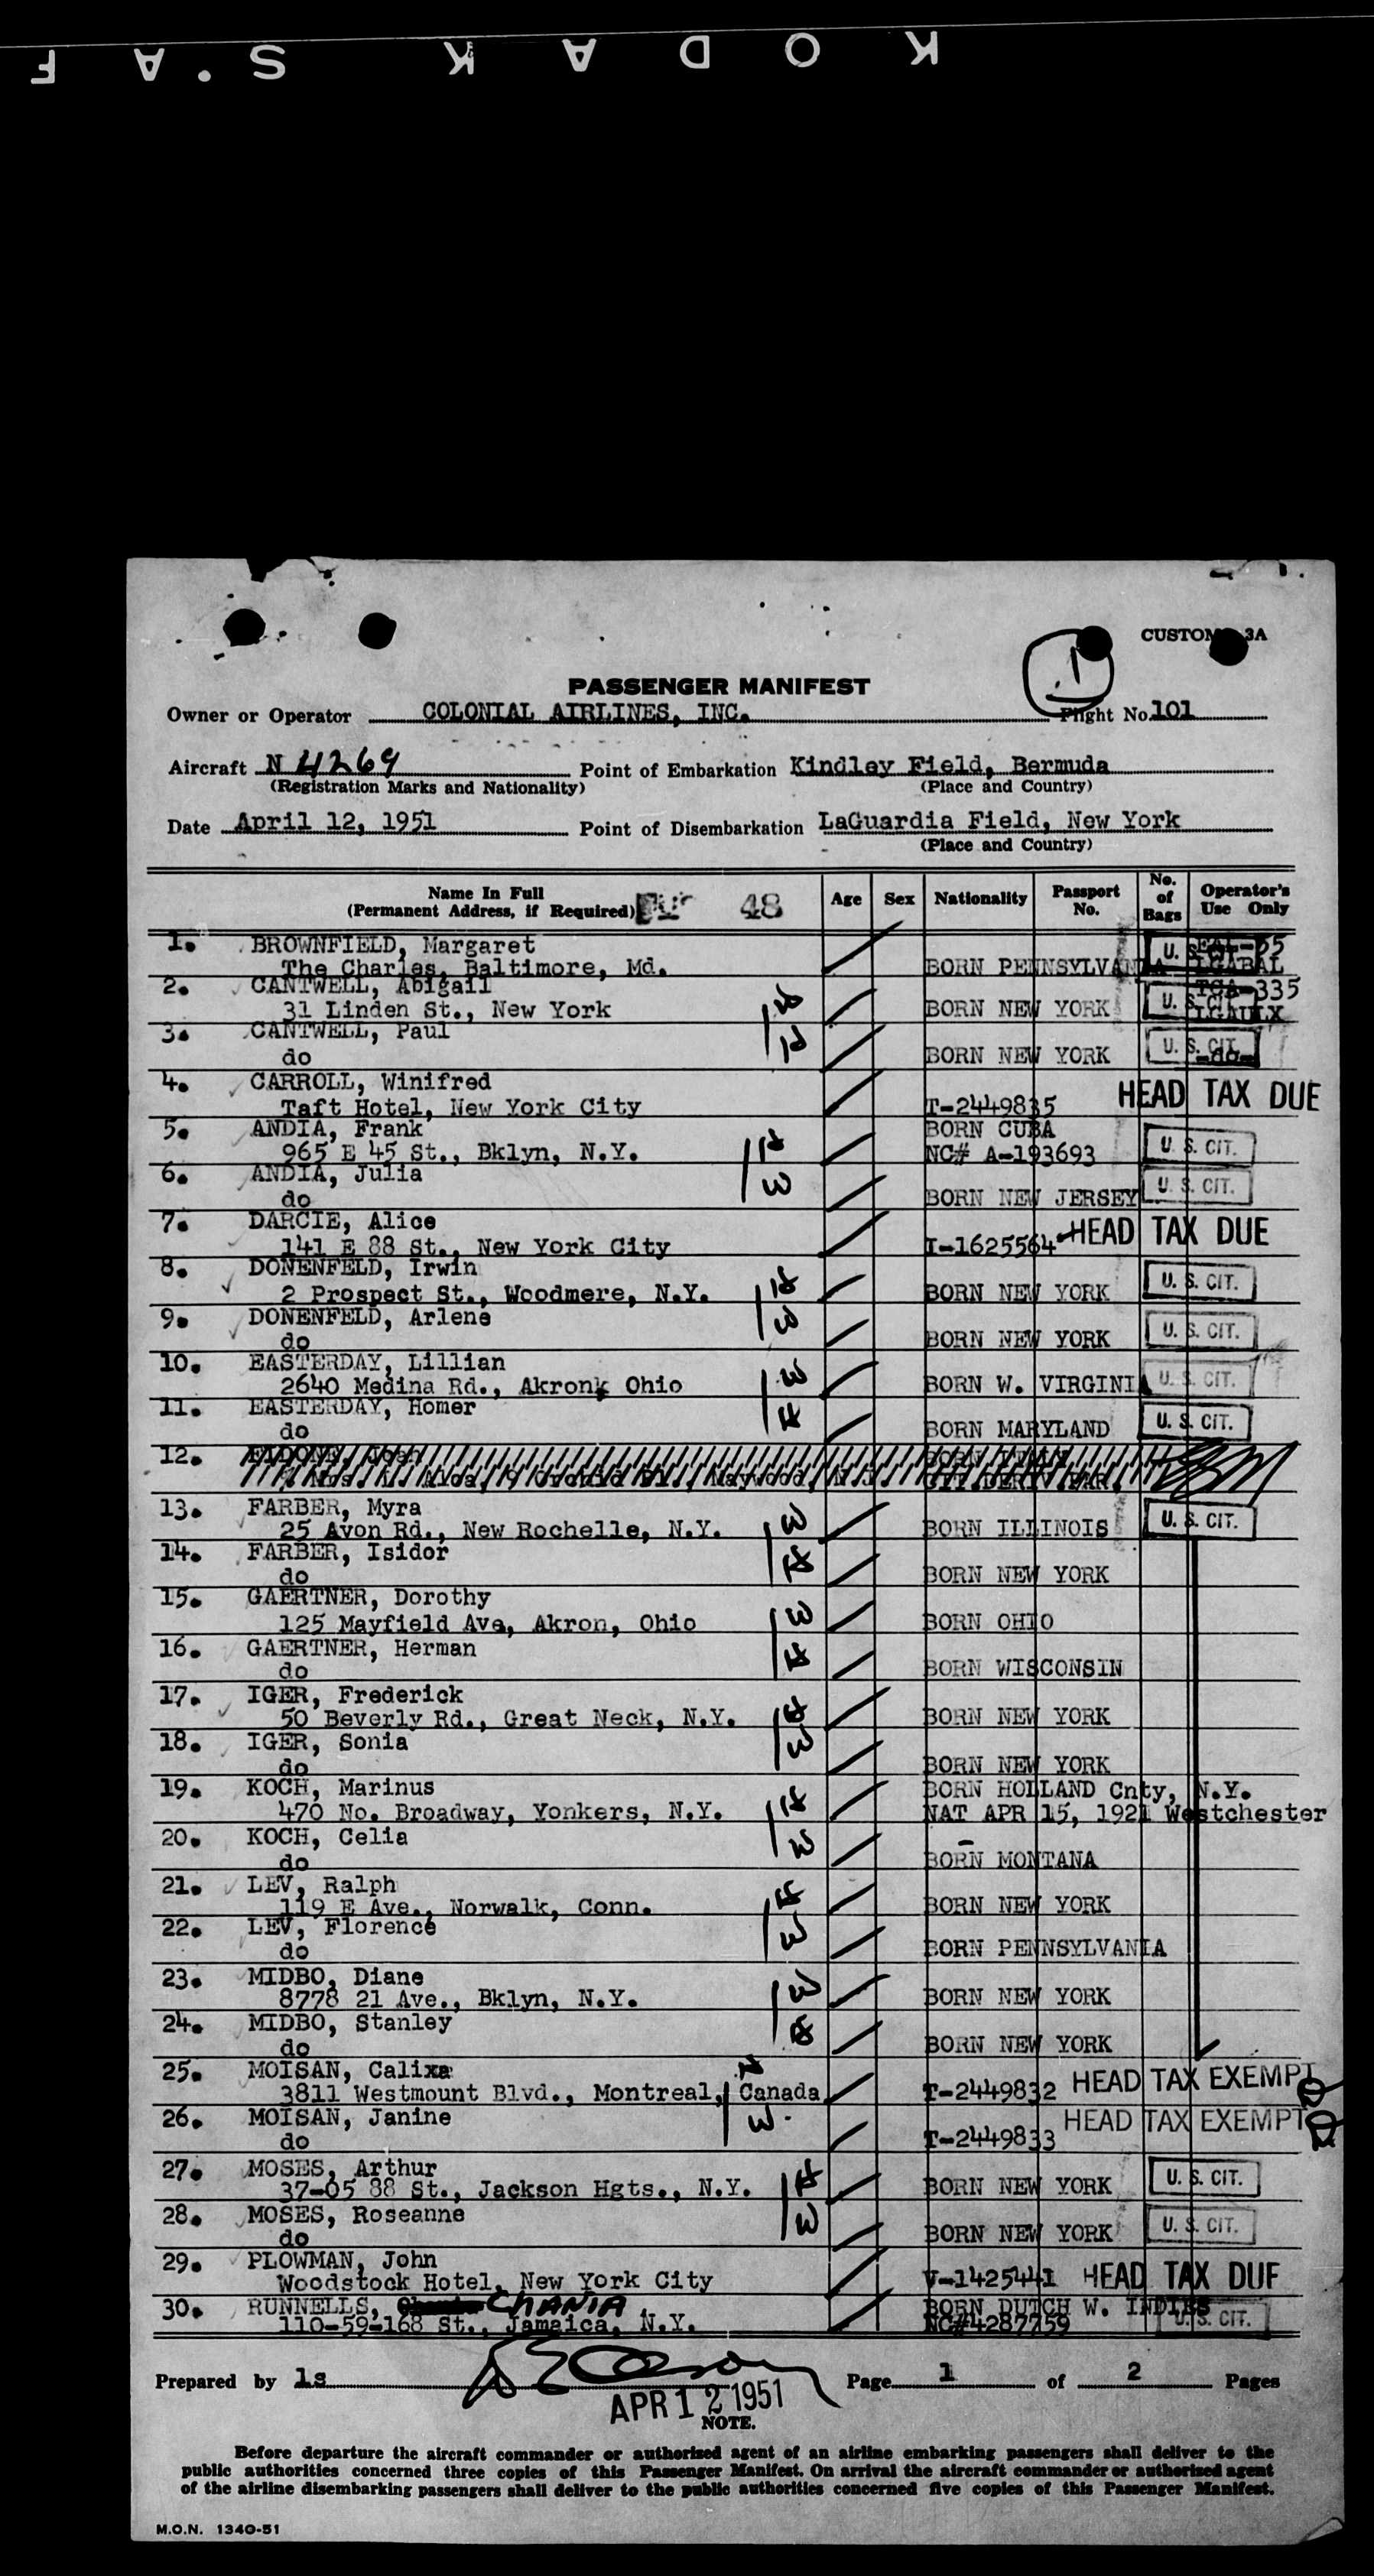 KODAK S.A F
CUSTOM 3A
1
PASSENGER MANIFEST
Owner or Operator COLONIAL AIRLINES, INC. Flight No. 101
Aircraft N 4269 Point of Embarkation Kindley Field, Bermuda
(Registration Marks and Nationality) (Place and Country)
Date April 12, 1951 Point of Disembarkation LaGuardia Field, New York
(Place and Country)
Name In Full (Permanent Address, if Required) 48 Age Sex Nationality Passport No. No. of Bags Operator's Use Only
1. BROWNFIELD, Margaret
The Charles, Baltimore, Md. BORN PENNSYLVANIA LGABAL
2. CANTWELL, Abigail
31 Linden St., New York BORN NEW YORK TCA-335 LGAULX
3. CANTWELL, Paul
do BORN NEW YORK U. S. CIT. -do-
4. CARROLL, Winifred
Taft Hotel, New York City T-2449835 HEAD TAX DUE
5. ANDIA, Frank BORN CUBA
965 E 45 St., Bklyn, N.Y. H NC# A-193693 U. S. CIT.
6. ANDIA, Julia
do W BORN NEW JERSEY U. S. CIT.
7. DARCIE, Alice
141 E 88 St., New York City I-1625564 HEAD TAX DUE
8. DONENFELD, Irwin
2 Prospect St., Woodmere, N.Y. H BORN NEW YORK U. S. CIT.
9. DONENFELD, Arlene
do W BORN NEW YORK U. S. CIT.
10. EASTERDAY, Lillian
2640 Medina Rd., Akron, Ohio W BORN W. VIRGINIA U. S. CIT.
11. EASTERDAY, Homer
do H BORN MARYLAND U. S. CIT.
12. Joan BORN ITALY
Mrs. L. Aloa, 9 Orchid Pl., Maywood, N.J. CIT.DERIV.PAR.
13. FARBER, Myra
25 Avon Rd., New Rochelle, N.Y. W BORN ILLINOIS U. S. CIT.
14. FARBER, Isidor
do H BORN NEW YORK
15. GAERTNER, Dorothy
125 Mayfield Ave, Akron, Ohio W BORN OHIO
16. GAERTNER, Herman
do H BORN WISCONSIN
17. IGER, Frederick
50 Beverly Rd., Great Neck, N.Y. H BORN NEW YORK
18. IGER, Sonia
do W BORN NEW YORK
19. KOCH, Marinus BORN HOLLAND Cnty, N.Y.
470 No. Broadway, Yonkers, N.Y. H NAT APR 15, 1921 Westchester
20. KOCH, Celia
do W BORN MONTANA
21. LEV, Ralph
119 E Ave., Norwalk, Conn. H BORN NEW YORK
22. LEV, Florence
do W BORN PENNSYLVANIA
23. MIDBO, Diane
8778 21 Ave., Bklyn, N.Y. W BORN NEW YORK
24. MIDBO, Stanley
do H BORN NEW YORK
25. MOISAN, Calixa H
3811 Westmount Blvd., Montreal, Canada T-2449832 HEAD TAX EXEMPT
26. MOISAN, Janine W.
do T-2449833 HEAD TAX EXEMPT
27. MOSES, Arthur
37-05 88 St., Jackson Hgts., N.Y. H BORN NEW YORK U. S. CIT.
28. MOSES, Roseanne
do W BORN NEW YORK U. S. CIT.
29. PLOWMAN, John
Woodstock Hotel, New York City V-1425441 HEAD TAX DUE
30. RUNNELLS, CHANIA BORN DUTCH W. INDIES
110-59-168 St., Jamaica, N.Y. NC#4287759 U. S. CIT.
Prepared by ls Page 1 of 2 Pages
APR 12 1951
NOTE.
Before departure the aircraft commander or authorised agent of an airline embarking passengers shall deliver to the
public authorities concerned three copies of this Passenger Manifest. On arrival the aircraft commander or authorised agent
of the airline disembarking passengers shall deliver to the public authorities concerned five copies of this Passenger Manifest.
M.O.N. 1340-51